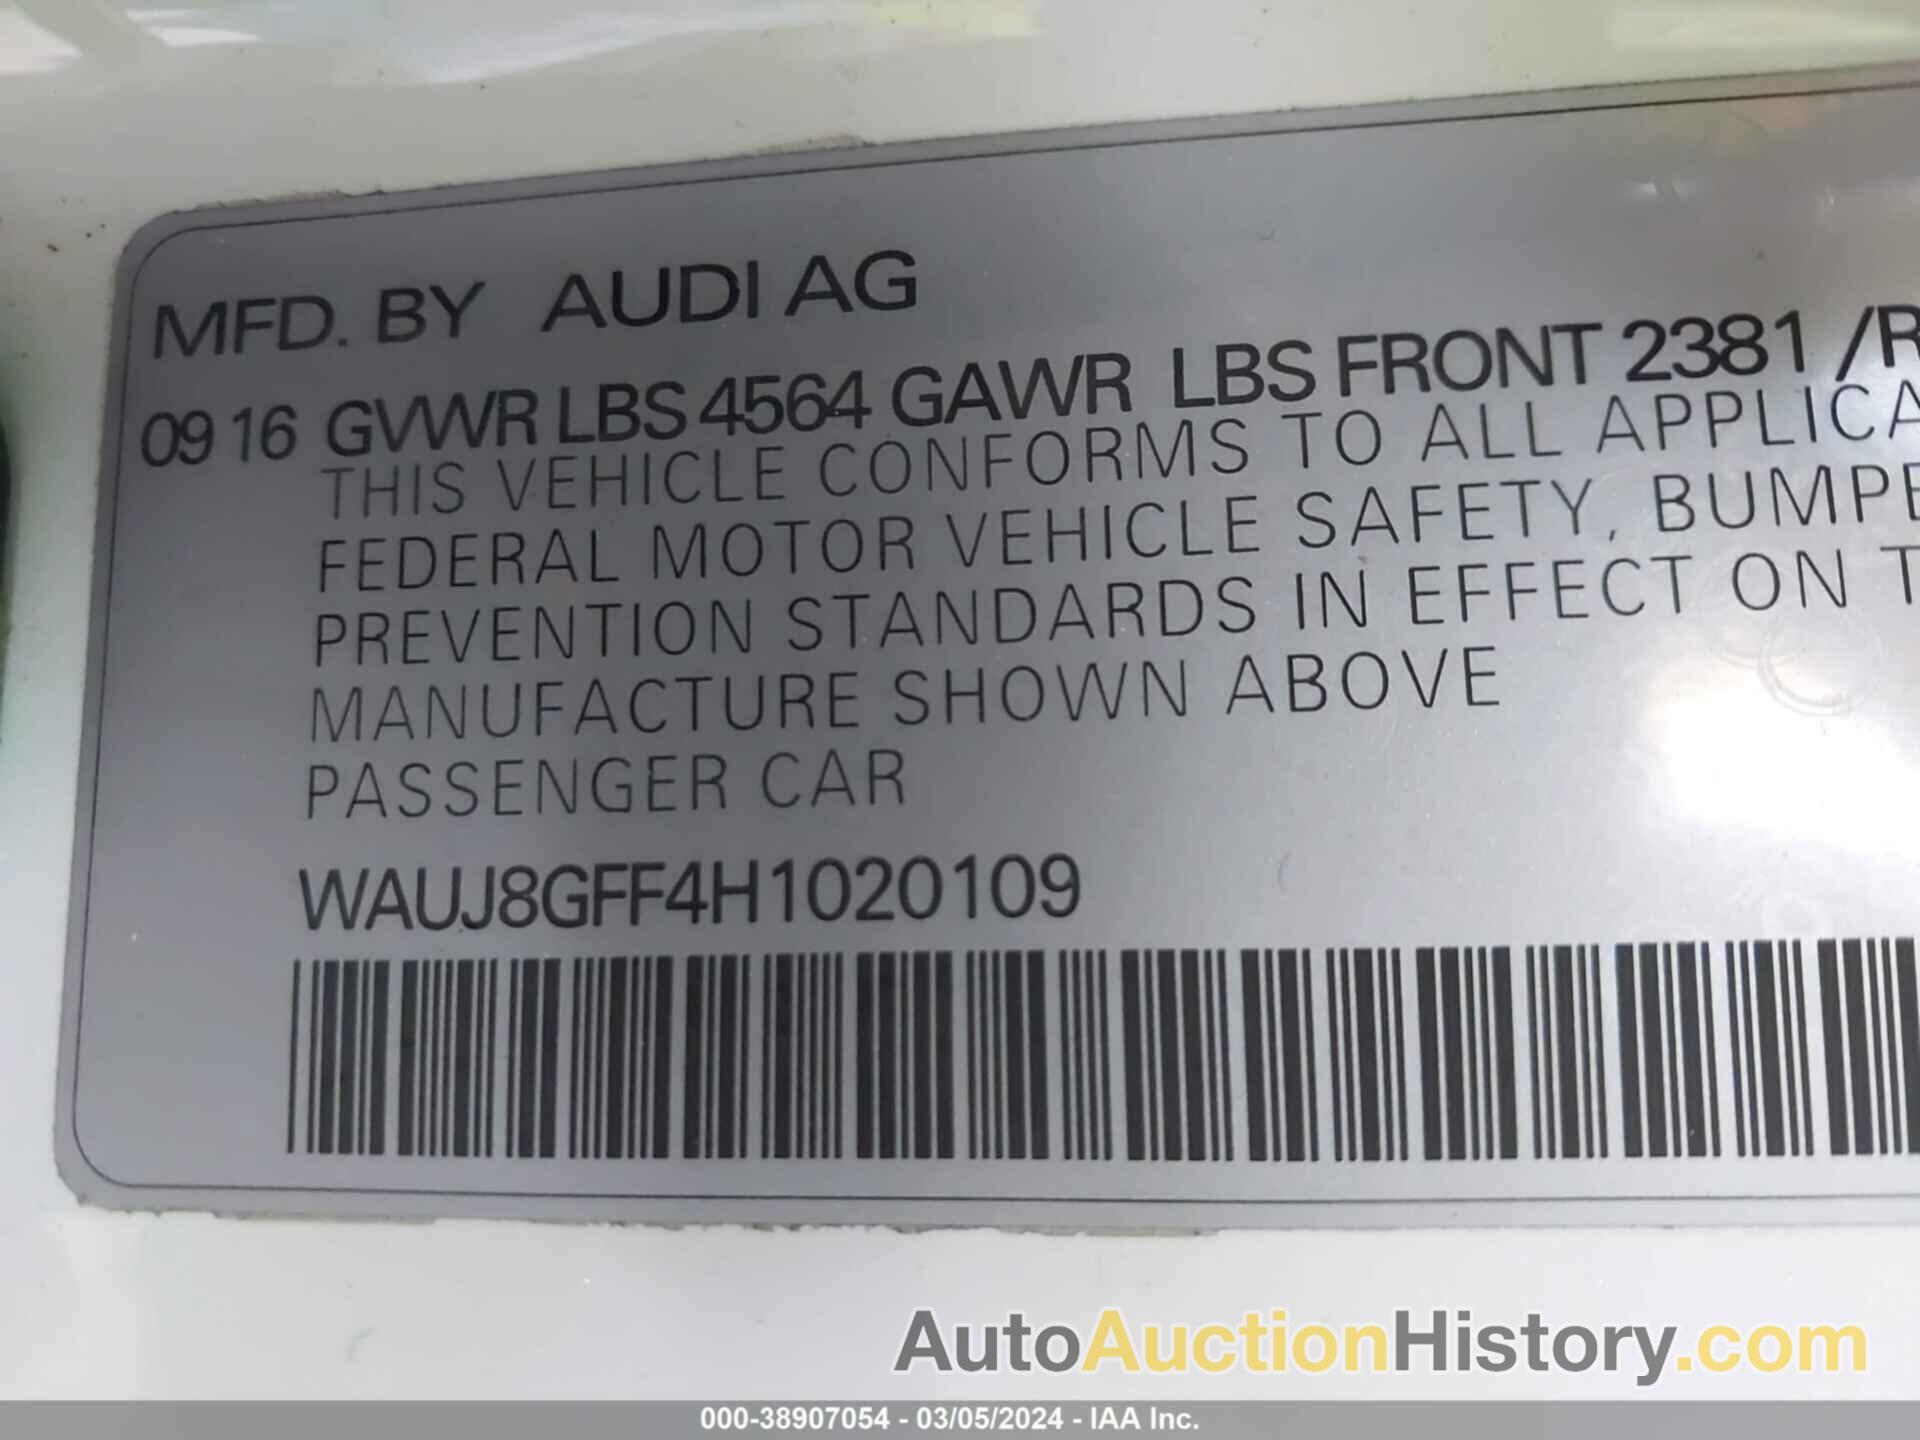 MFD. BY AUDI AG
09 16 GVWR LBS 4564 GAWR LBS FRONT 2381 /R
THIS VEHICLE CONFORMS TO ALL APPLICA
FEDERAL MOTOR VEHICLE SAFETY, BUMPE
PREVENTION STANDARDS IN EFFECT ON T
MANUFACTURE SHOWN ABOVE
PASSENGER CAR
WAUJ8GFF4H1020109
AutoAuctionHistory.com
000-38907054 - 03/05/2024 - IAA Inc.